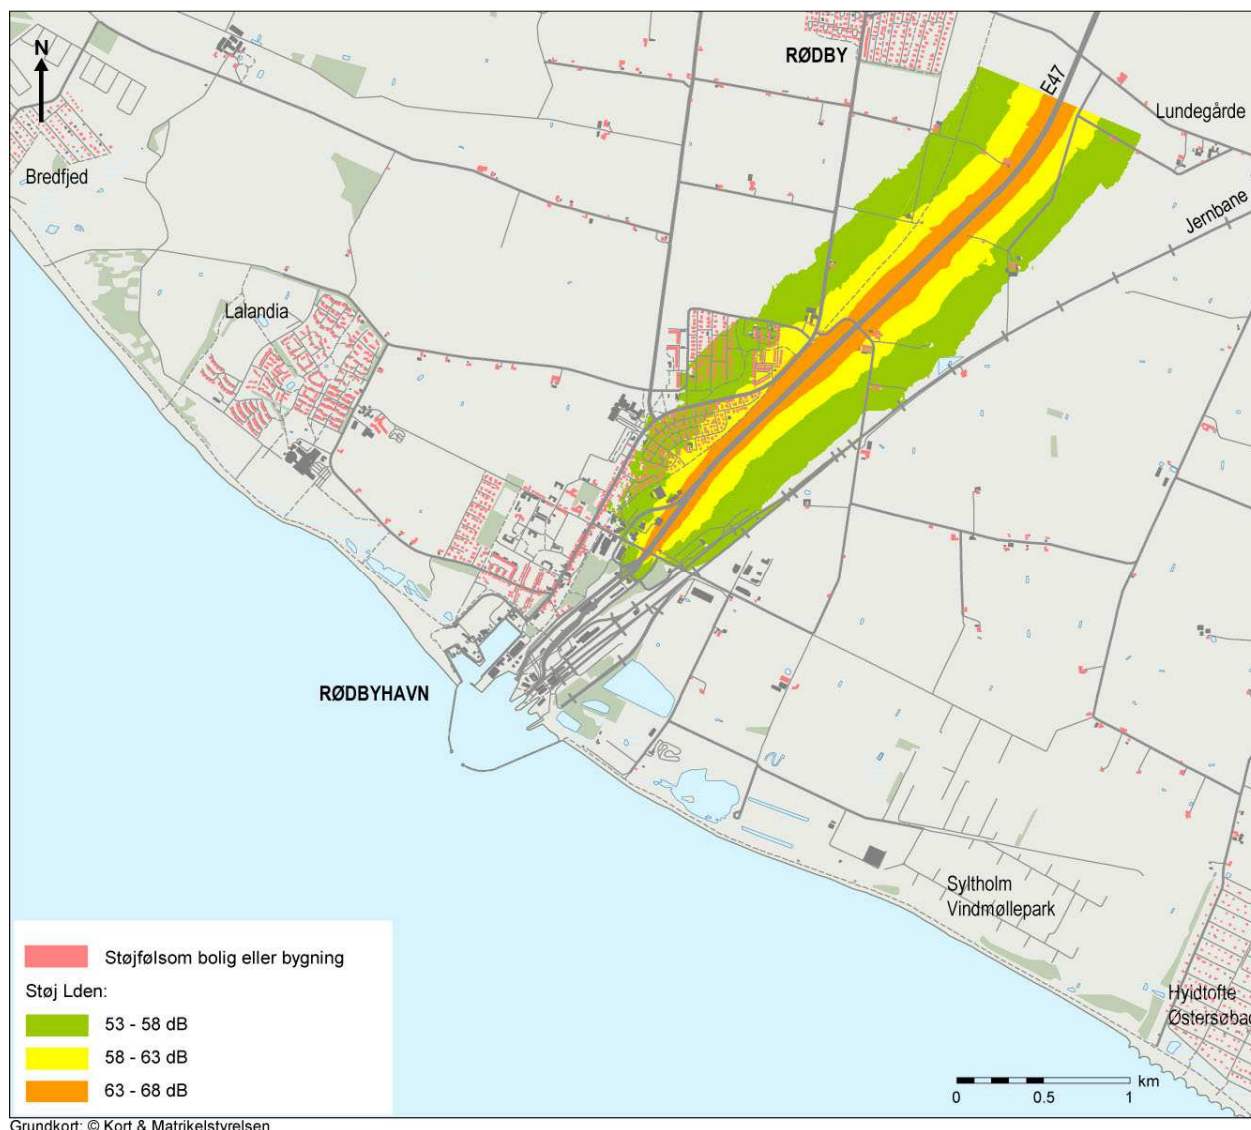 N
RØDBY
E47
Lundegårde
Bredfjed
Jernbane
Lalandia
RØDBYHAVN
Syltholm
Vindmøllepark
Hyldtofte
Østersøbad
Støjfølsom bolig eller bygning
Støj Lden:
53 - 58 dB
58 - 63 dB
63 - 68 dB
km
0 0.5 1
Grundkort: © Kort & Matrikelstyrelsen